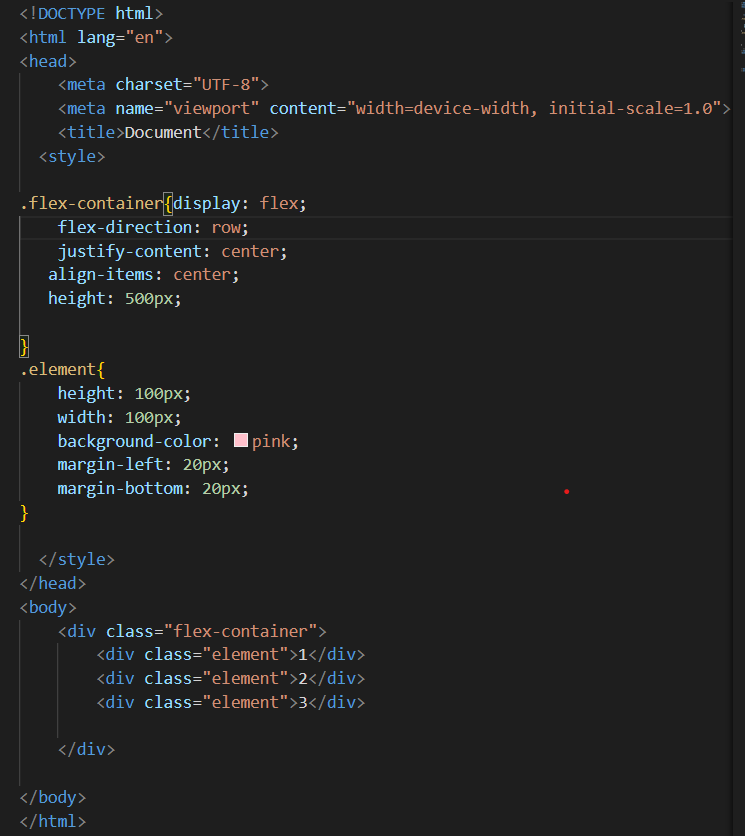 <!DOCTYPE html>
<html lang="en">
<head>
    <meta charset="UTF-8">
    <meta name="viewport" content="width=device-width, initial-scale=1.0">
    <title>Document</title>
  <style>
.flex-container{display: flex;
    flex-direction: row;
    justify-content: center;
   align-items: center;
   height: 500px;
}
.element{
    height: 100px;
    width: 100px;
    background-color: pink;
    margin-left: 20px;
    margin-bottom: 20px;
}
  </style>
</head>
<body>
    <div class="flex-container">
        <div class="element">1</div>
        <div class="element">2</div>
        <div class="element">3</div>
    </div>
</body>
</html>